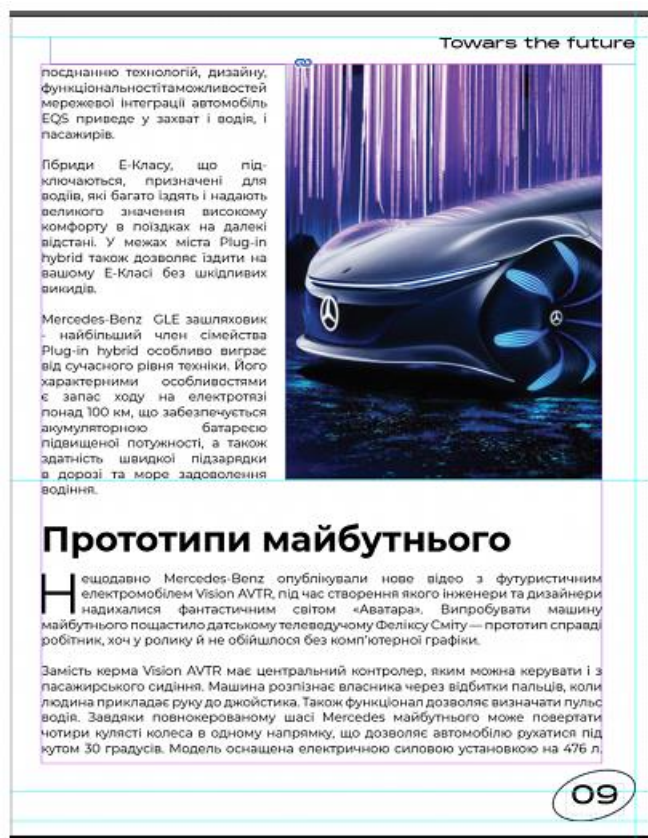 Towards the future
поєднанню технологій, дизайну,
функціональностітаможливостей
мережевої інтеграції автомобіль
EQS приведе у захват і водія, і
пасажирів.
Гібриди Е-Класу, що під-
ключаються, призначені для
водіїв, які багато їздять і надають
великого значення високому
комфорту в поїздках на далекі
відстані. У межах міста Plug-in
hybrid також дозволяє їздити на
вашому Е-Класі без шкідливих
викидів.
Mercedes-Benz GLE зашляховик
- найбільший член сімейства
Plug-in hybrid особливо виграє
від сучасного рівня техніки. Його
характерними особливостями
є запас ходу на електротязі
понад 100 км, що забезпечується
акумуляторною батареєю
підвищеної потужності, а також
здатність швидкої підзарядки
в дорозі та море задоволення
водіння.
Прототипи майбутнього
Нещодавно Mercedes-Benz опублікували нове відео з футуристичним
електромобілем Vision AVTR, під час створення якого інженери та дизайнери
надихалися фантастичним світом «Аватара». Випробувати машину
майбутнього пощастило датському телеведучому Феліксу Сміту — прототип справді
робітник, хоч у ролику й не обійшлося без комп'ютерної графіки.
Замість керма Vision AVTR має центральний контролер, яким можна керувати і з
пасажирського сидіння. Машина розпізнає власника через відбитки пальців, коли
людина прикладає руку до джойстика. Також функціонал дозволяє визначати пульс
водія. Завдяки повнокерованому шасі Mercedes майбутнього може повертати
чотири кулясті колеса в одному напрямку, що дозволяє автомобілю рухатися під
кутом 30 градусів. Модель оснащена електричною силовою установкою на 476 л.
09